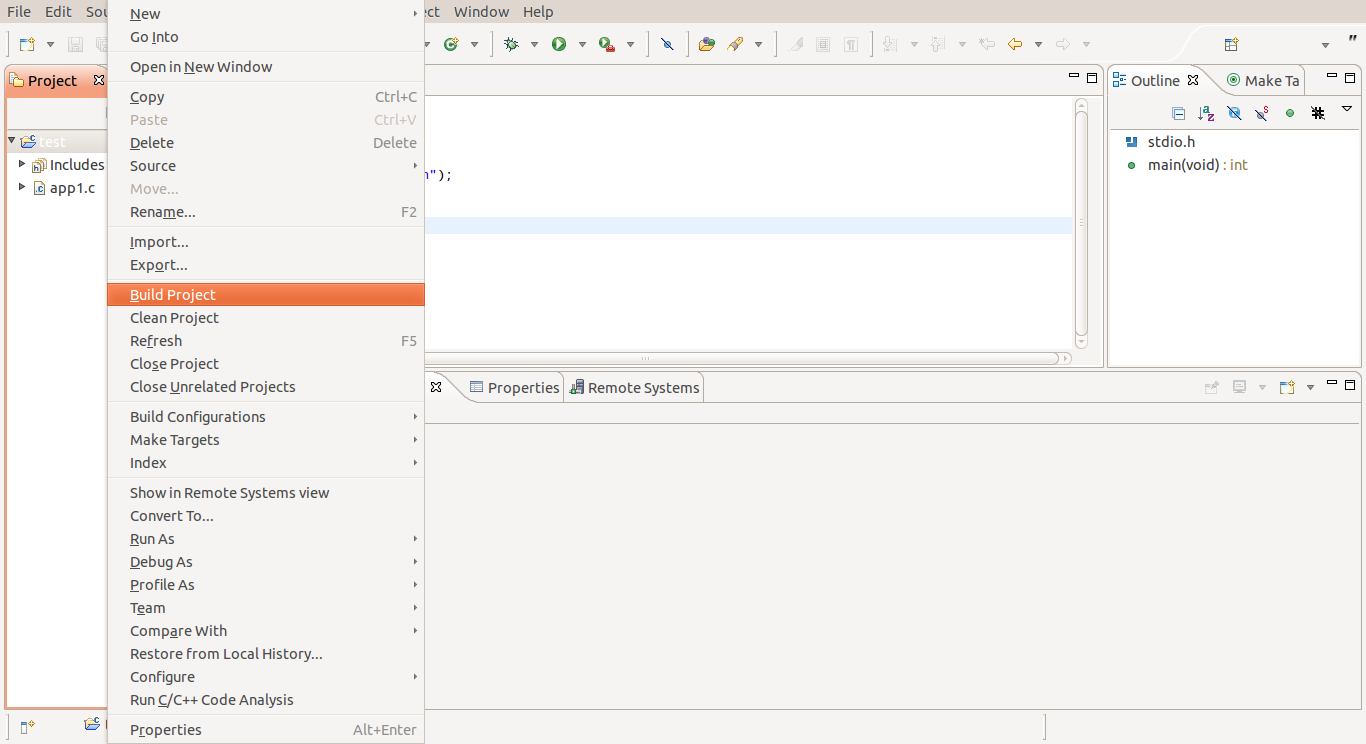 File Edit Sou ct Window Help
Project
test
Includes
app1.c
New
Go Into
Open in New Window
Copy Ctrl+C
Paste Ctrl+V
Delete Delete
Source
Move...
Rename... F2
Import...
Export...
Build Project
Clean Project
Refresh F5
Close Project
Close Unrelated Projects
Build Configurations
Make Targets
Index
Show in Remote Systems view
Convert To...
Run As
Debug As
Profile As
Team
Compare With
Restore from Local History...
Configure
Run C/C++ Code Analysis
Properties Alt+Enter
");
Outline Make Ta
stdio.h
main(void) : int
Properties Remote Systems